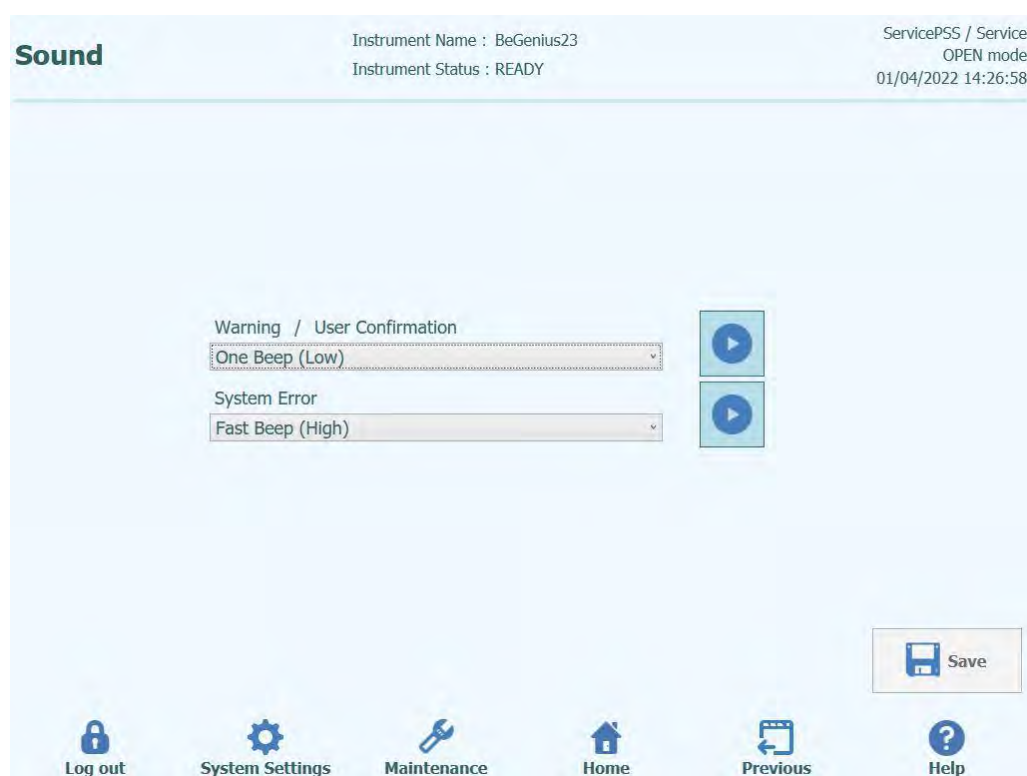 Sound
Instrument Name : BeGenius23
Instrument Status : READY
ServicePSS / Service
OPEN mode
01/04/2022 14:26:58
Warning / User Confirmation
One Beep (Low)
System Error
Fast Beep (High)
Save
Log out
System Settings
Maintenance
Home
Previous
Help